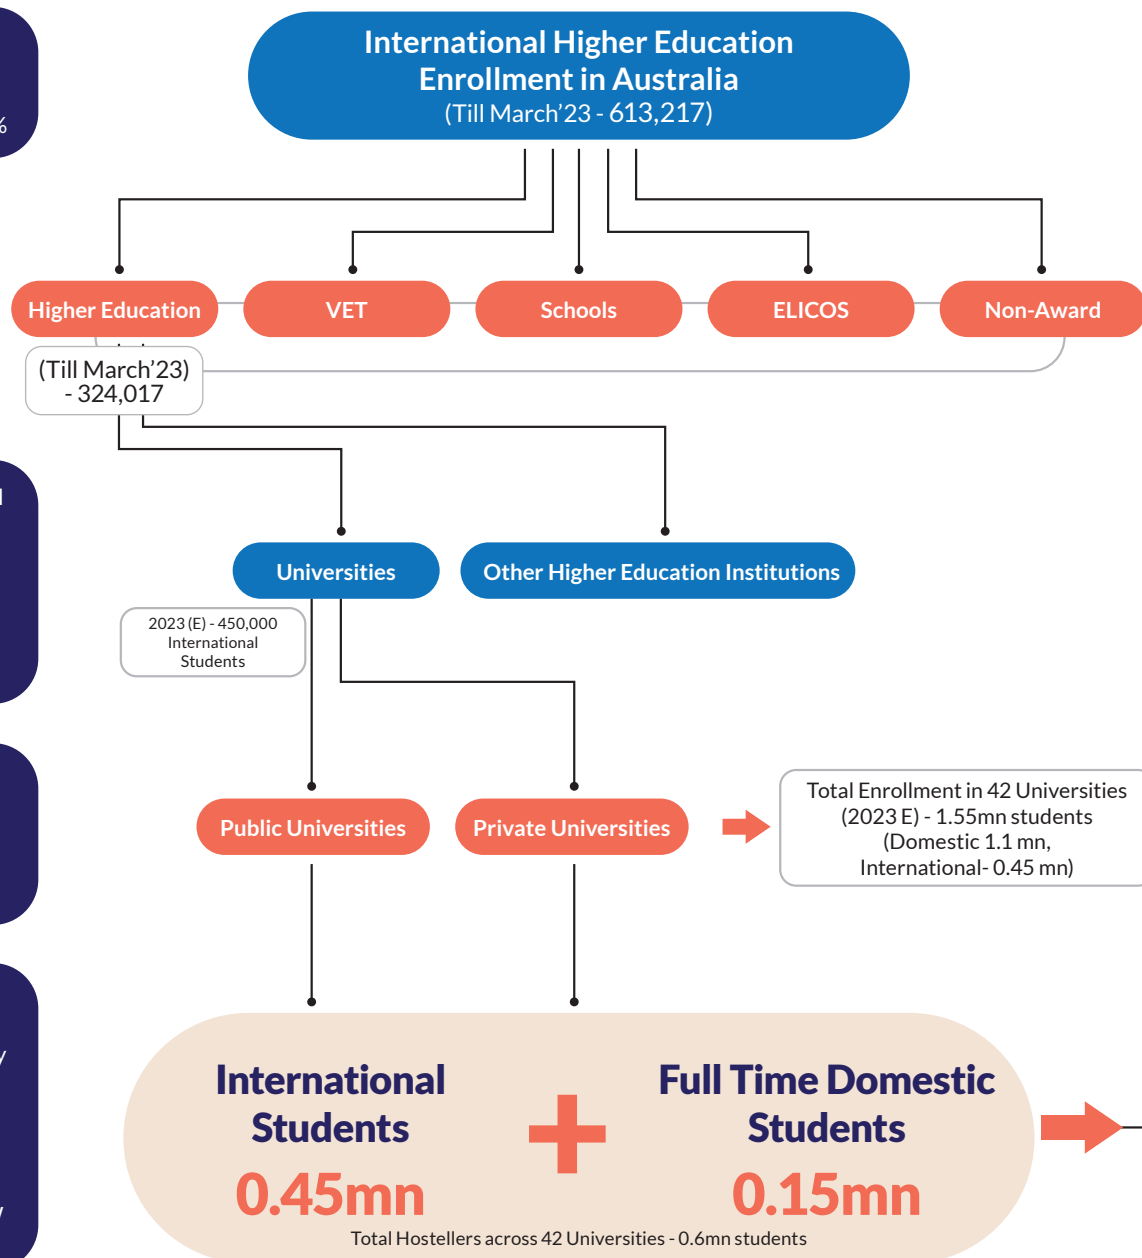 International Higher Education
Enrollment in Australia
(Till March'23 - 613,217)
%
Higher Education
VET
Schools
ELICOS
Non-Award
(Till March'23)
- 324,017
Universities
Other Higher Education Institutions
2023 (E) - 450,000
International
Students
Public Universities
Private Universities
Total Enrollment in 42 Universities
(2023 E) - 1.55mn students
(Domestic 1.1 mn,
International- 0.45 mn)
International
Students
0.45mn
Full Time Domestic
Students
0.15mn
Total Hostellers across 42 Universities - 0.6mn students